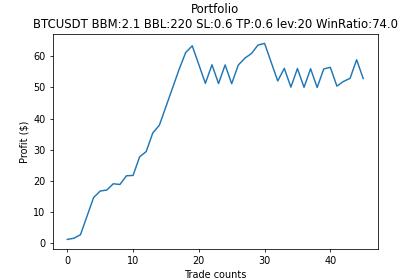 Portfolio
BTCUSDT BBM:2.1 BBL:220 SL:0.6 TP:0.6 lev:20 WinRatio:74.0
60
50
40
30
20
10
0
Profit ($)
0 10 20 30 40
Trade counts